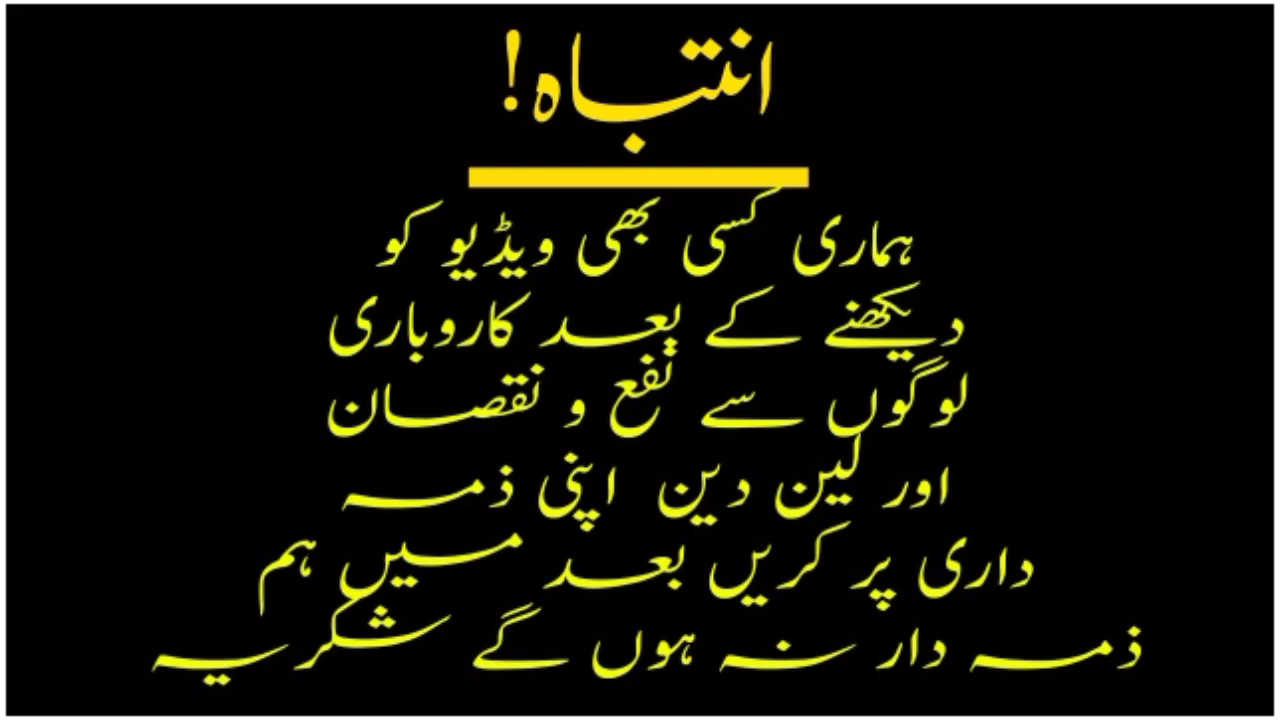 انتباہ!
ہماری کسی بھی ویڈیو کو
دیکھنے کے بعد کاروباری
لوگوں سے نفع و نقصان
اور لین دین اپنی ذمہ
داری پر کریں بعد میں ہم
ذمہ دار نہ ہوں گے شکریہ